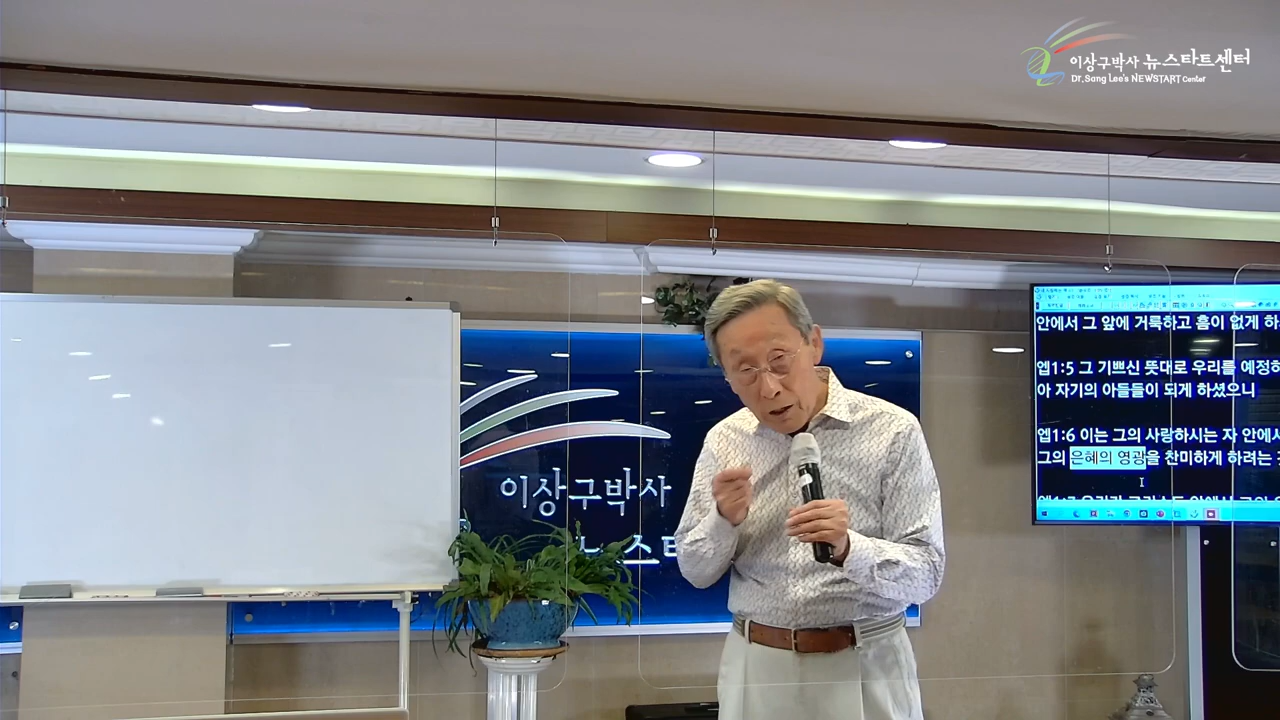 이상구박사 뉴스타트센터
Dr.Sang Lee's NEWSTART Center
안에서 그 앞에 거룩하고 흠이 없게 하
엡1:5 그 기쁘신 뜻대로 우리를 예정하
아 자기의 아들들이 되게 하셨으니
엡1:6 이는 그의 사랑하시는 자 안에서
그의 은혜의 영광을 찬미하게 하려는
이상구박사
뉴스타